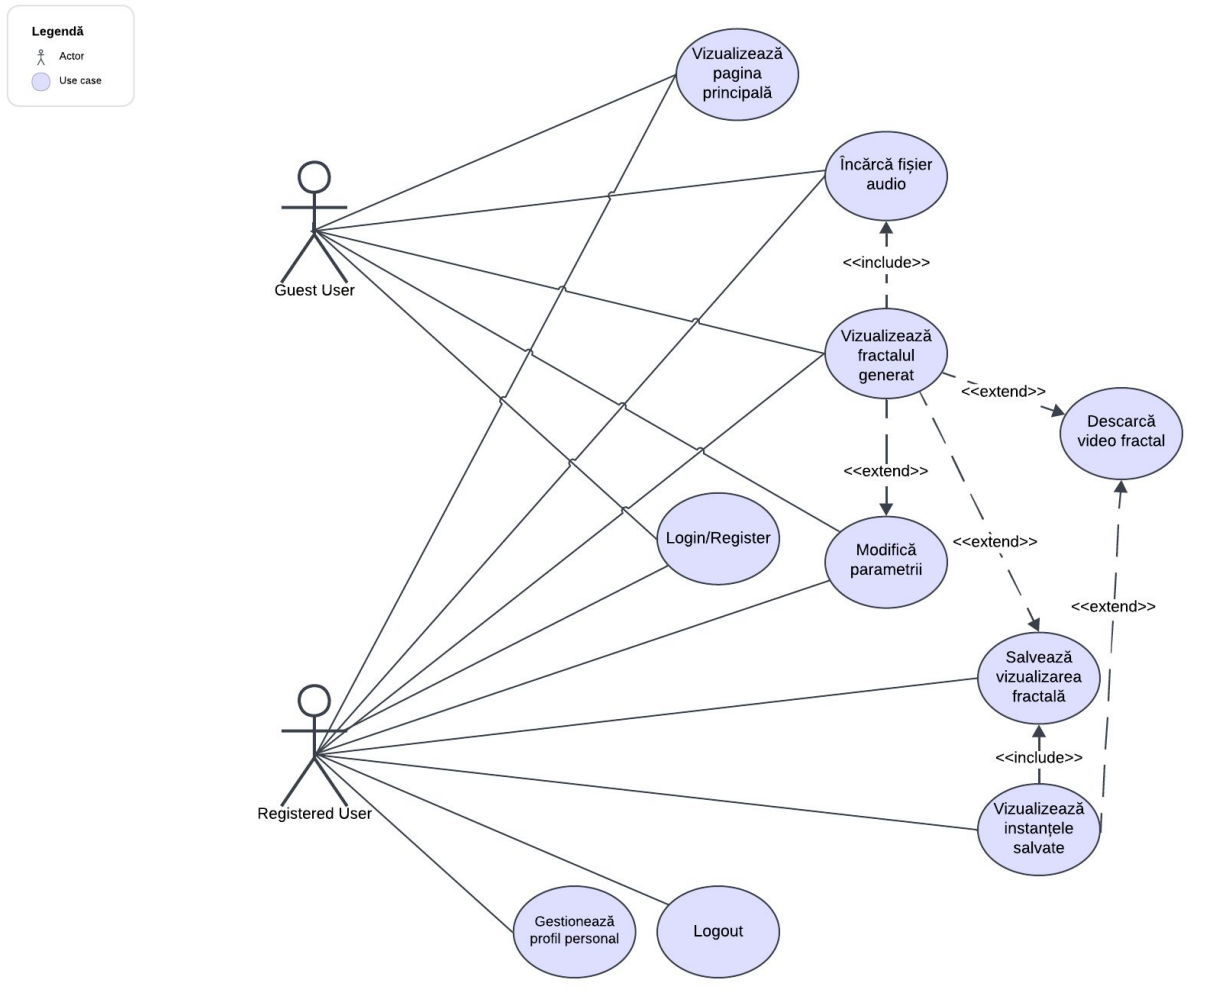 Legendă
Actor
Use case
Vizualizează
pagina
principală
Încărcă fișier
audio
<<include>>
Guest User
Vizualizează
fractalul
generat
<<extend>>
Descarcă
video fractal
<<extend>>
Login/Register
Modifică
parametrii
<<extend>>
<<extend>>
Salvează
vizualizarea
fractală
<<include>>
Registered User
Vizualizează
instanțele
salvate
Gestionează
profil personal
Logout